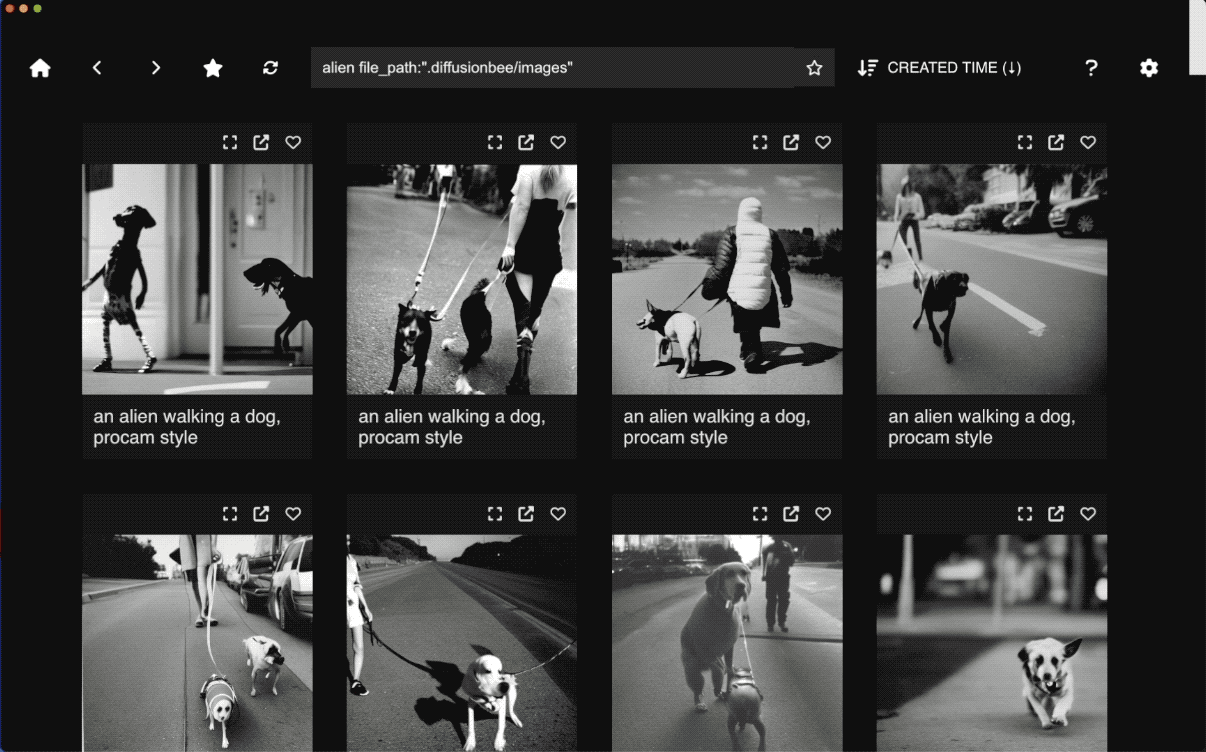 alien file_path:".diffusionbee/images"
CREATED TIME (↓)
?
an alien walking a dog,
procam style
an alien walking a dog,
procam style
an alien walking a dog,
procam style
an alien walking a dog,
procam style